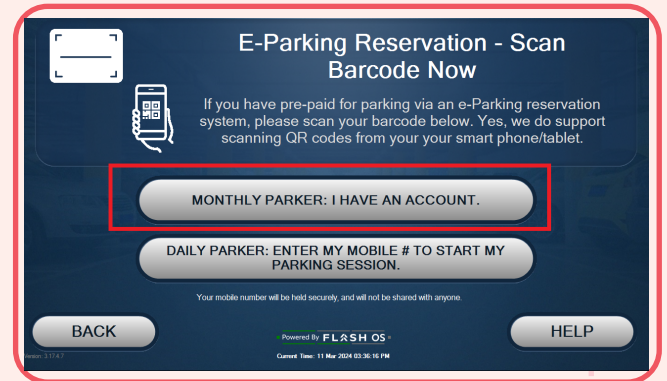 E-Parking Reservation - Scan
Barcode Now
If you have pre-paid for parking via an e-Parking reservation
system, please scan your barcode below. Yes, we do support
scanning QR codes from your your smart phone/tablet.
MONTHLY PARKER: I HAVE AN ACCOUNT.
DAILY PARKER: ENTER MY MOBILE # TO START MY
PARKING SESSION.
Your mobile number will be held securely, and will not be shared with anyone.
BACK
Powered By FLASH OS
HELP
Version: 3.17.4.7
Current Time: 11 Mar 2024 03:36:16 PM